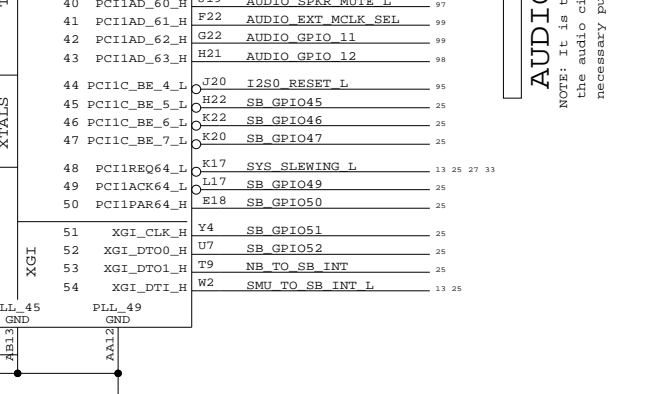 40 PCI1AD_60_H AUDIO_SPKR_MUTE_L 97
41 PCI1AD_61_H F22 AUDIO_EXT_MCLK_SEL 99
42 PCI1AD_62_H G22 AUDIO_GPIO_11 99
43 PCI1AD_63_H H21 AUDIO_GPIO_12 98
44 PCI1C_BE_4_L J20 I2S0_RESET_L 95
45 PCI1C_BE_5_L H22 SB_GPIO45 25
46 PCI1C_BE_6_L K22 SB_GPIO46 25
47 PCI1C_BE_7_L K20 SB_GPIO47 25
48 PCI1REQ64_L K17 SYS_SLEWING_L 13 25 27 33
49 PCI1ACK64_L L17 SB_GPIO49 25
50 PCI1PAR64_H E18 SB_GPIO50 25
51 XGI_CLK_H Y4 SB_GPIO51 25
52 XGI_DTO0_H U7 SB_GPIO52 25
53 XGI_DTO1_H T9 NB_TO_SB_INT 25
54 XGI_DTI_H W2 SMU_TO_SB_INT_L 13 25
XTALS
XGI
LL_45 PLL_49
GND GND
AB13 AA12
AUDIO
NOTE: It is t
the audio ci
necessary pu